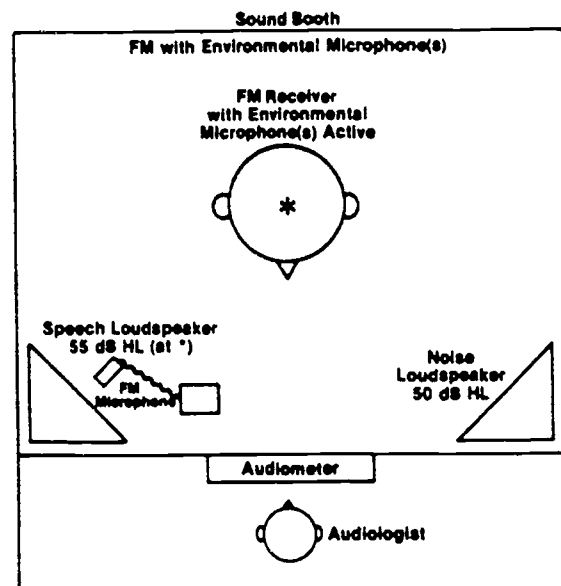 Sound Booth
FM with Environmental Microphone(s)
FM Receiver
with Environmental
Microphone(s) Active
*
Speech Loudspeaker
55 dB HL (at *)
FM
Microphone
Noise
Loudspeaker
50 dB HL
Audiometer
Audiologist